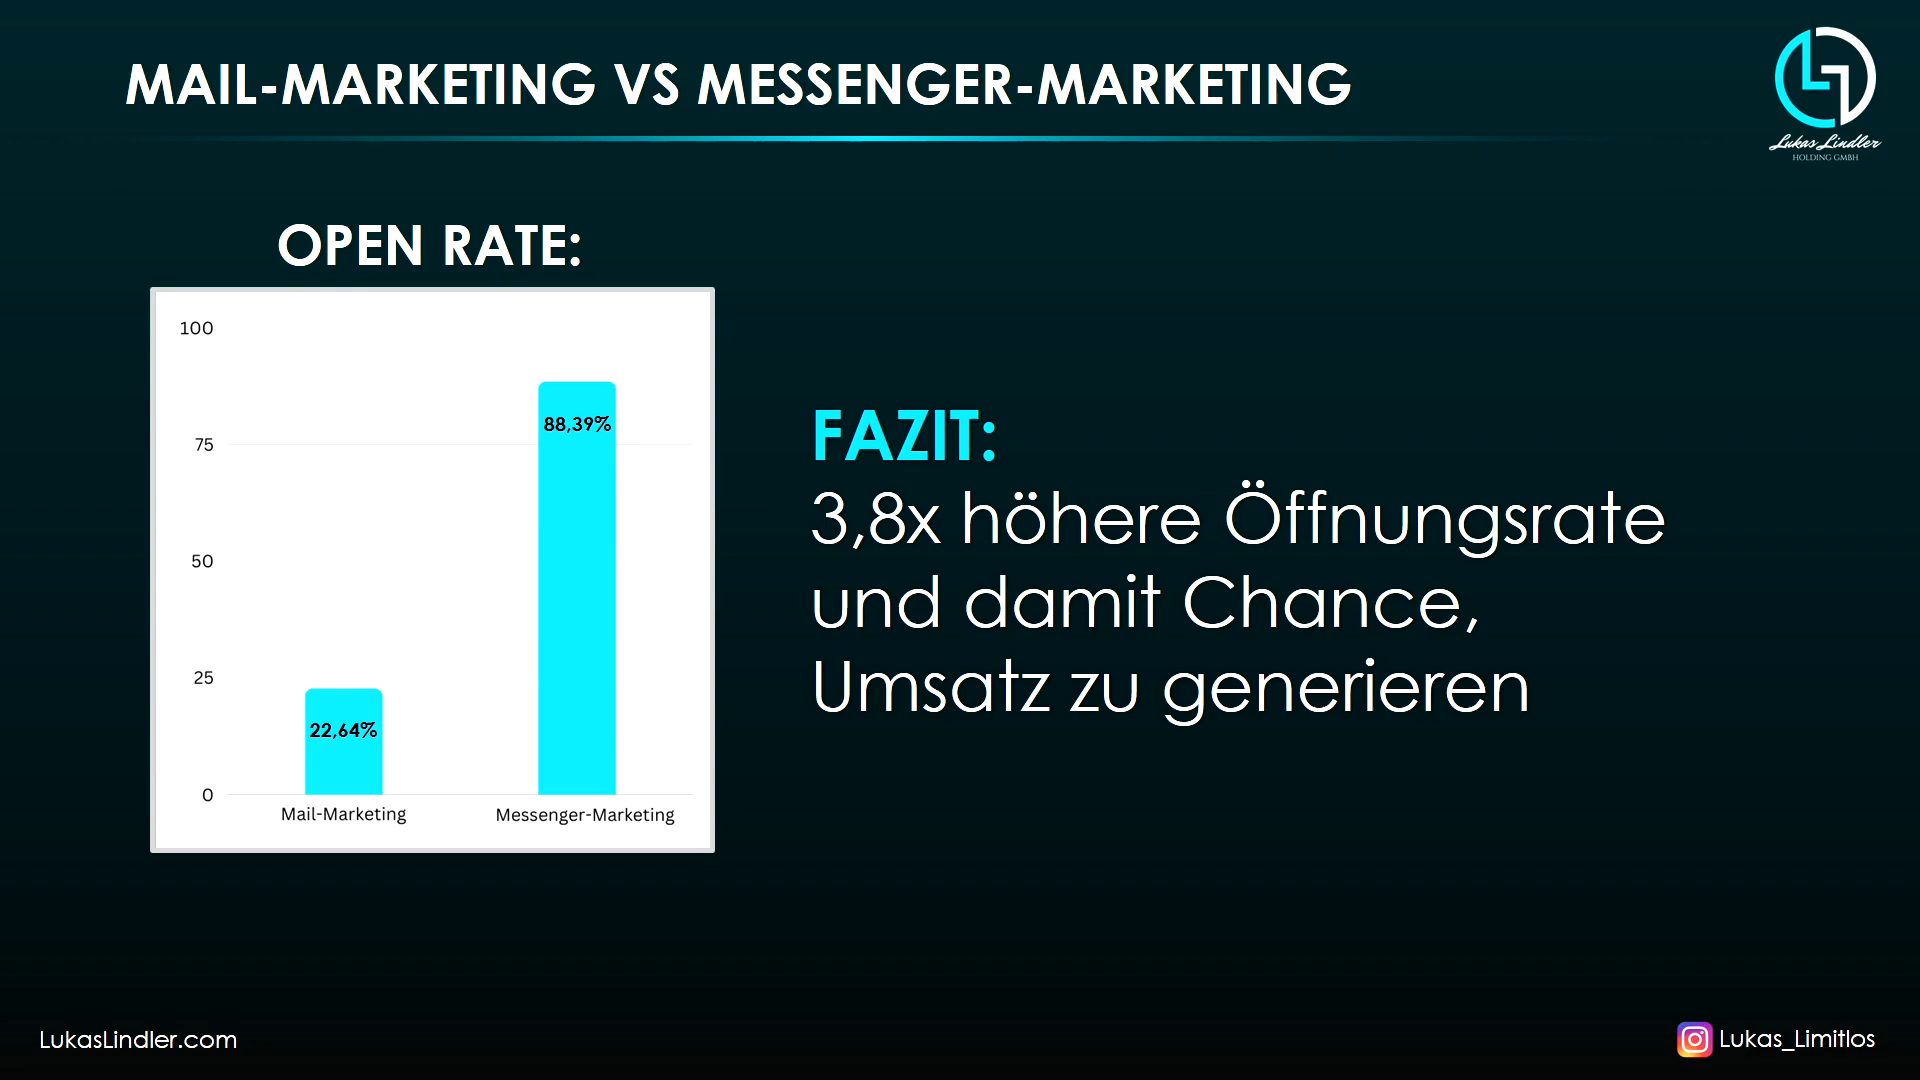 MAIL-MARKETING VS MESSENGER-MARKETING
Lukas Lindler
HOLDING GMBH
OPEN RATE:
100
75
50
25
0
88,39%
22,64%
Mail-Marketing
Messenger-Marketing
FAZIT:
3,8x höhere Öffnungsrate
und damit Chance,
Umsatz zu generieren
LukasLindler.com
Lukas_Limitlos